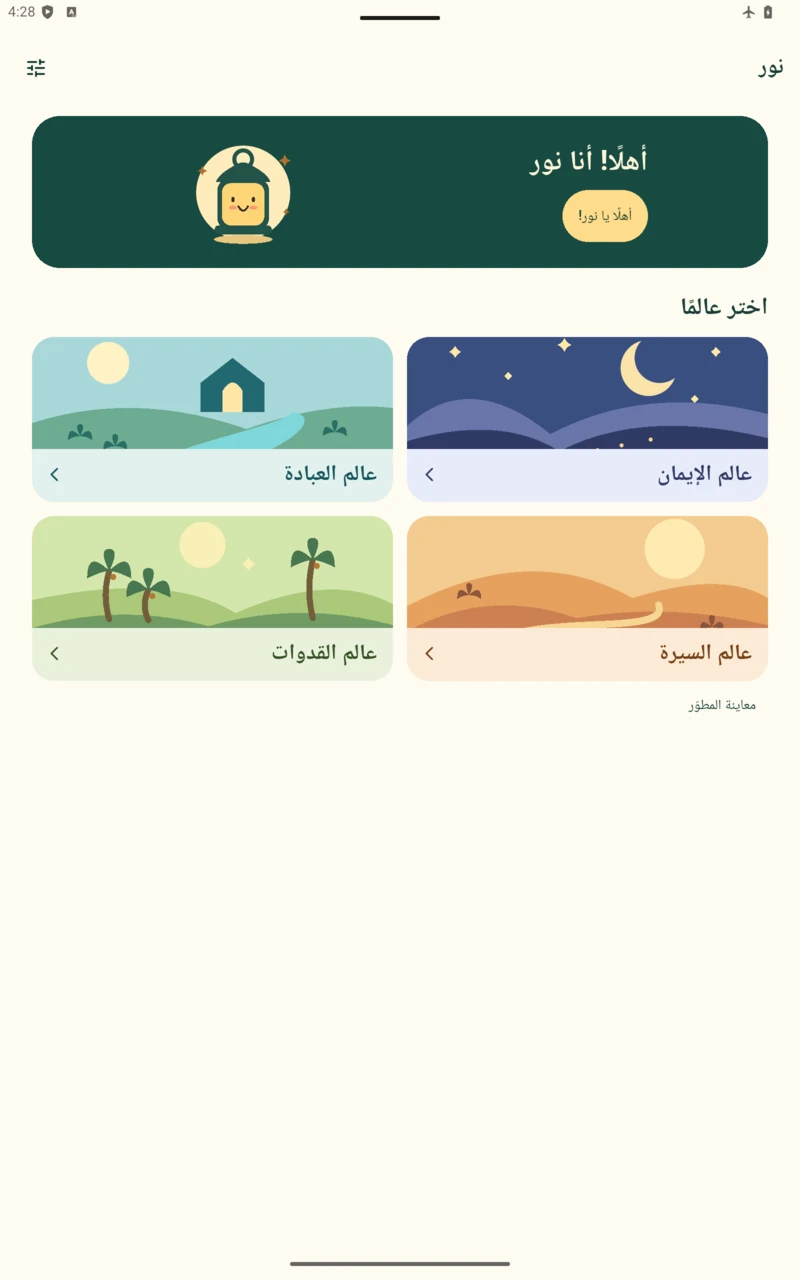 4:28
نور
أهلًا! أنا نور
أهلًا يا نور!
اختر عالمًا
عالم الإيمان
عالم العبادة
عالم السيرة
عالم القدوات
معاينة المطوّر